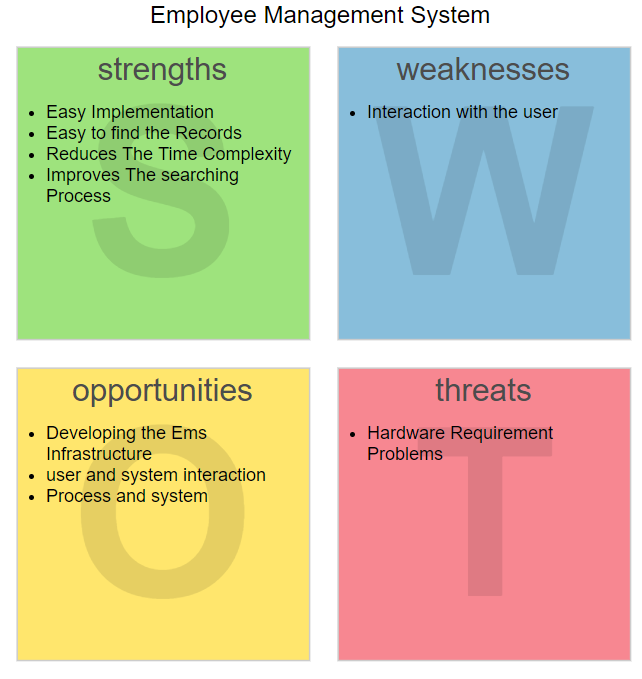 Employee Management System
strengths
S
• Easy Implementation
• Easy to find the Records
• Reduces The Time Complexity
• Improves The searching
Process
weaknesses
W
• Interaction with the user
opportunities
O
• Developing the Ems
Infrastructure
• user and system interaction
• Process and system
threats
T
• Hardware Requirement
Problems